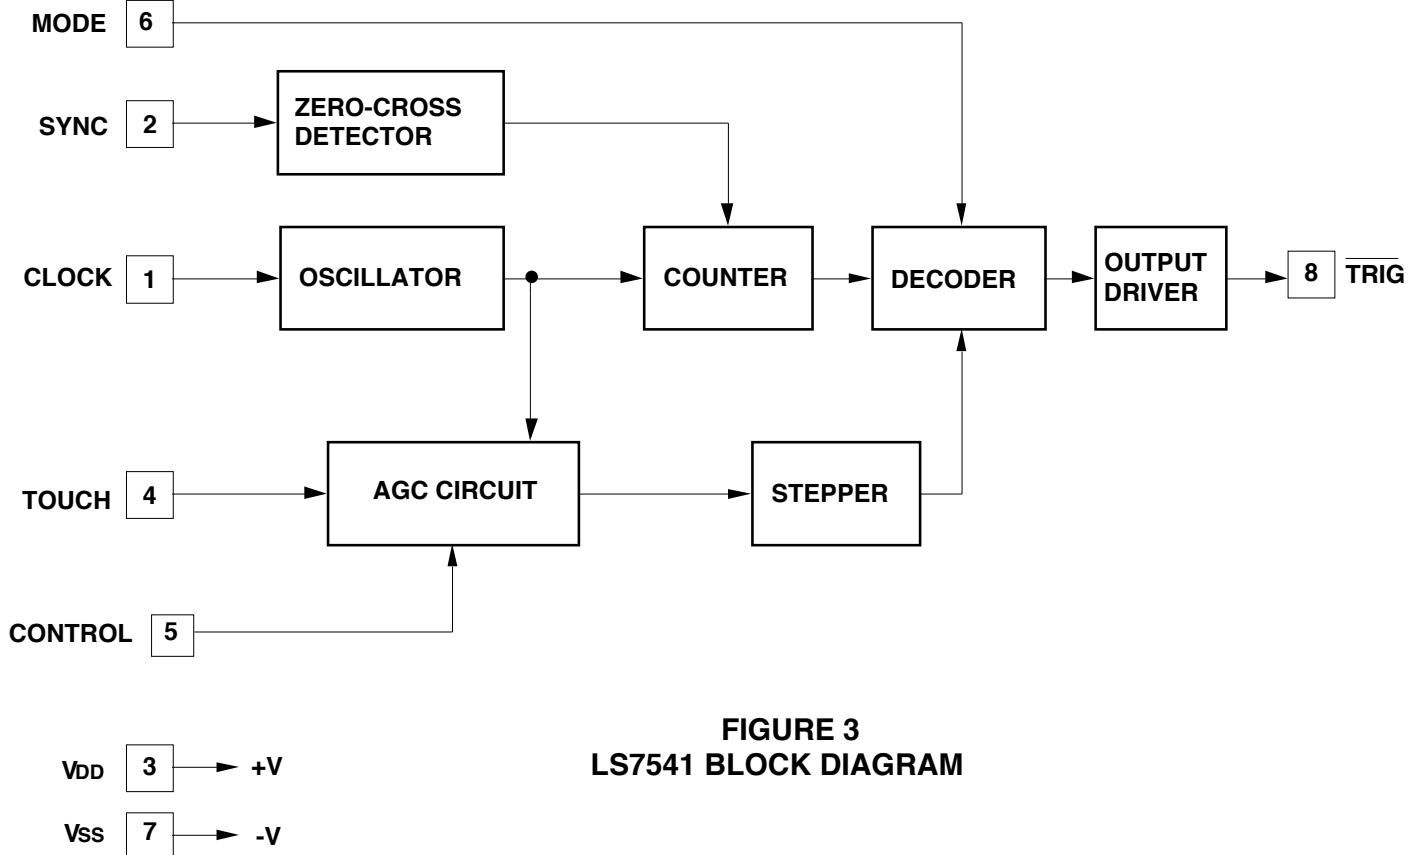 MODE 6
SYNC 2
ZERO-CROSS
DETECTOR
CLOCK 1
OSCILLATOR
COUNTER
DECODER
OUTPUT
DRIVER
8 TRIG
TOUCH 4
AGC CIRCUIT
STEPPER
CONTROL 5
FIGURE 3
LS7541 BLOCK DIAGRAM
VDD 3 +V
VSS 7 -V